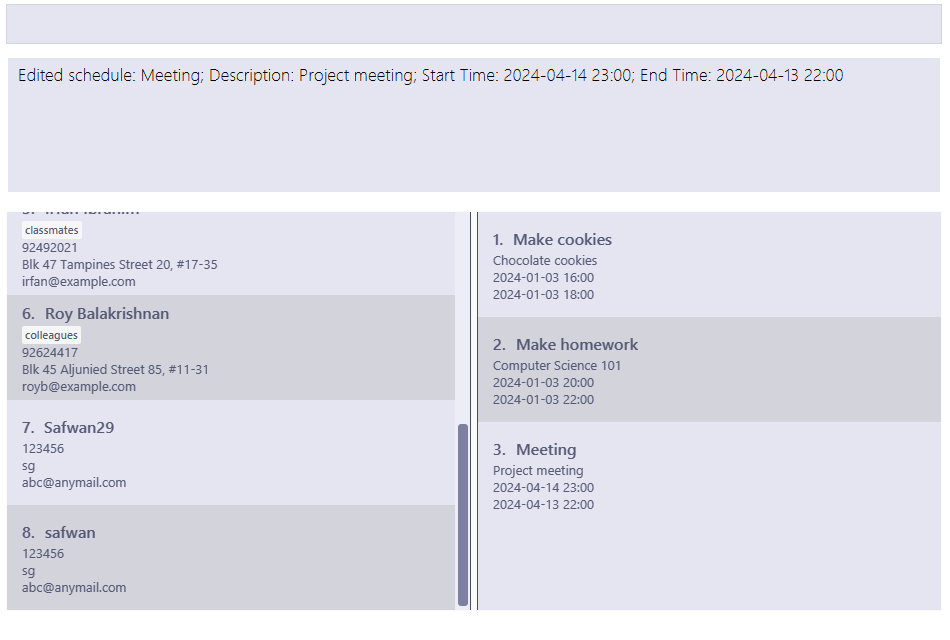 Edited schedule: Meeting; Description: Project meeting; Start Time: 2024-04-14 23:00; End Time: 2024-04-13 22:00
classmates
92492021
Blk 47 Tampines Street 20, #17-35
irfan@example.com
6. Roy Balakrishnan
colleagues
92624417
Blk 45 Aljunied Street 85, #11-31
royb@example.com
7. Safwan29
123456
sg
abc@anymail.com
8. safwan
123456
sg
abc@anymail.com
1. Make cookies
Chocolate cookies
2024-01-03 16:00
2024-01-03 18:00
2. Make homework
Computer Science 101
2024-01-03 20:00
2024-01-03 22:00
3. Meeting
Project meeting
2024-04-14 23:00
2024-04-13 22:00